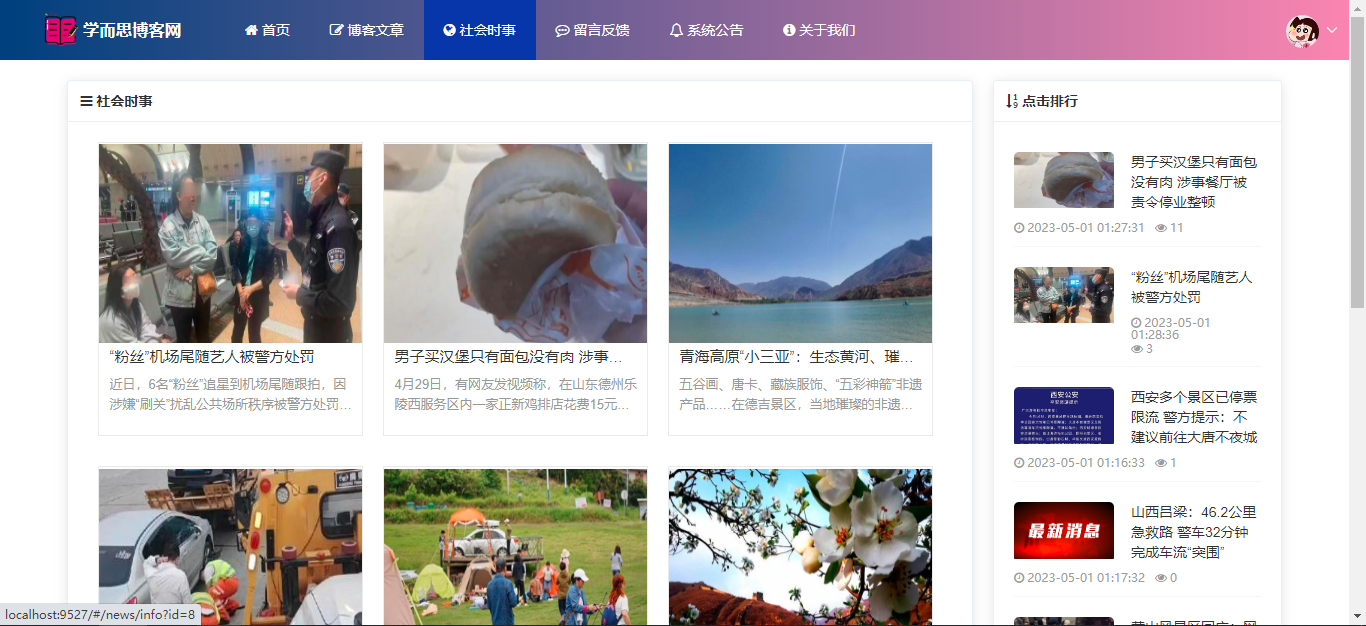 学而思博客网
首页
博客文章
社会时事
留言反馈
系统公告
关于我们
社会时事
“粉丝”机场尾随艺人被警方处罚
近日，6名“粉丝”追星到机场尾随跟拍，因
涉嫌“刷关”扰乱公共场所秩序被警方处罚…
男子买汉堡只有面包没有肉 涉事…
4月29日，有网友发视频称，在山东德州乐
陵西服务区内一家正新鸡排店花费15元…
青海高原“小三亚”：生态黄河、璀…
五谷画、唐卡、藏族服饰、“五彩神箭”非遗
产品……在德吉景区，当地璀璨的非遗…
点击排行
男子买汉堡只有面包
没有肉 涉事餐厅被
责令停业整顿
2023-05-01 01:27:31 11
“粉丝”机场尾随艺人
被警方处罚
2023-05-01
01:28:36
3
西安公安
西安多个景区已停票
限流 警方提示：不
建议前往大唐不夜城
2023-05-01 01:16:33 1
最新消息
山西吕梁：46.2公里
急救路 警车32分钟
完成车流“突围”
2023-05-01 01:17:32 0
localhost:9527/#/news/info?id=8